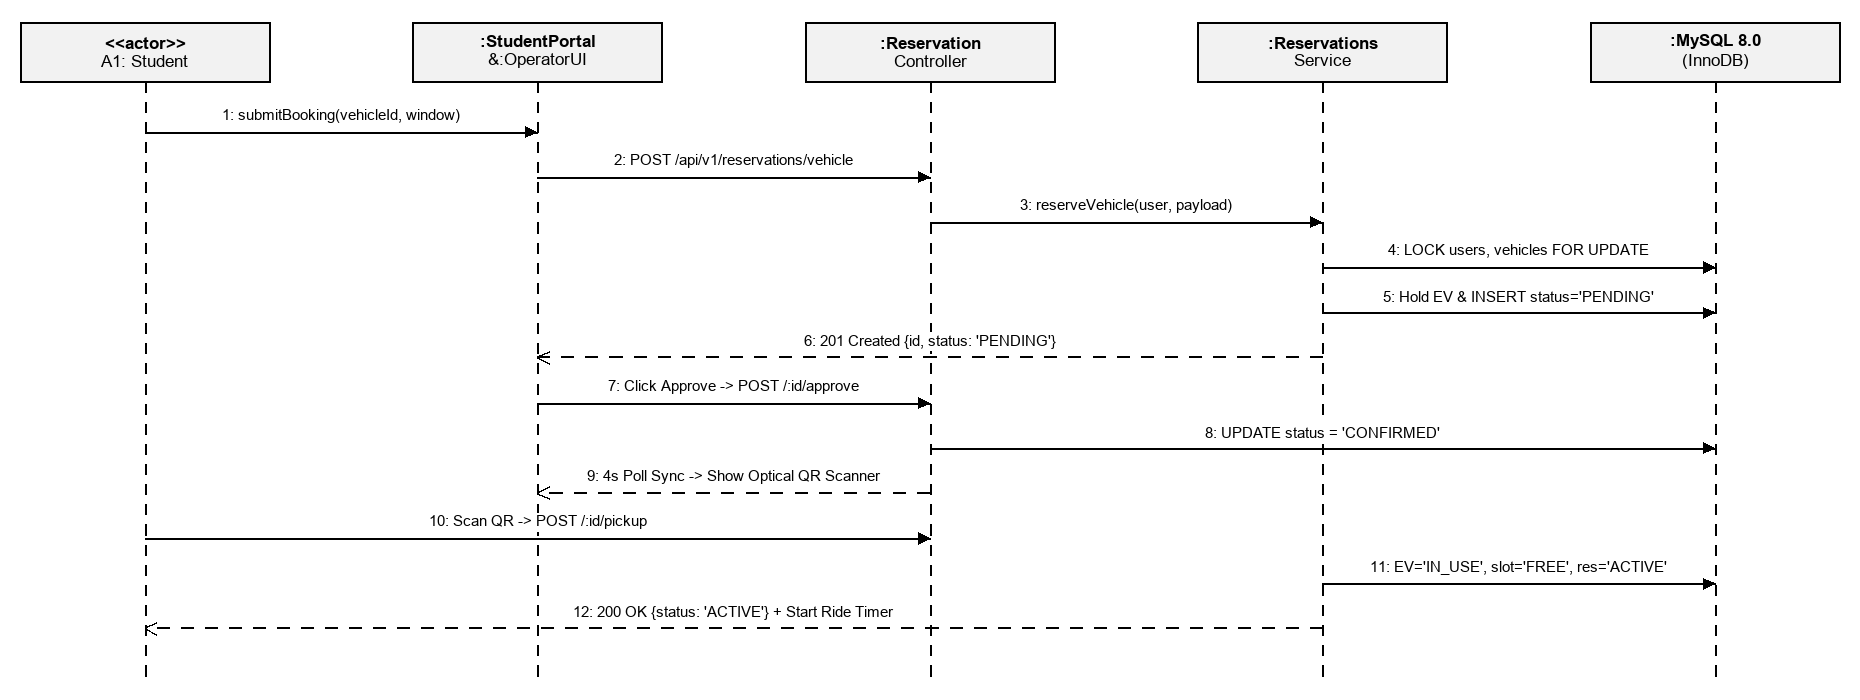 <<actor>>
A1: Student
:StudentPortal
&:OperatorUI
:Reservation
Controller
:Reservations
Service
:MySQL 8.0
(InnoDB)
1: submitBooking(vehicleId, window)
2: POST /api/v1/reservations/vehicle
3: reserveVehicle(user, payload)
4: LOCK users, vehicles FOR UPDATE
5: Hold EV & INSERT status='PENDING'
6: 201 Created {id, status: 'PENDING'}
7: Click Approve -> POST /:id/approve
8: UPDATE status = 'CONFIRMED'
9: 4s Poll Sync -> Show Optical QR Scanner
10: Scan QR -> POST /:id/pickup
11: EV='IN_USE', slot='FREE', res='ACTIVE'
12: 200 OK {status: 'ACTIVE'} + Start Ride Timer